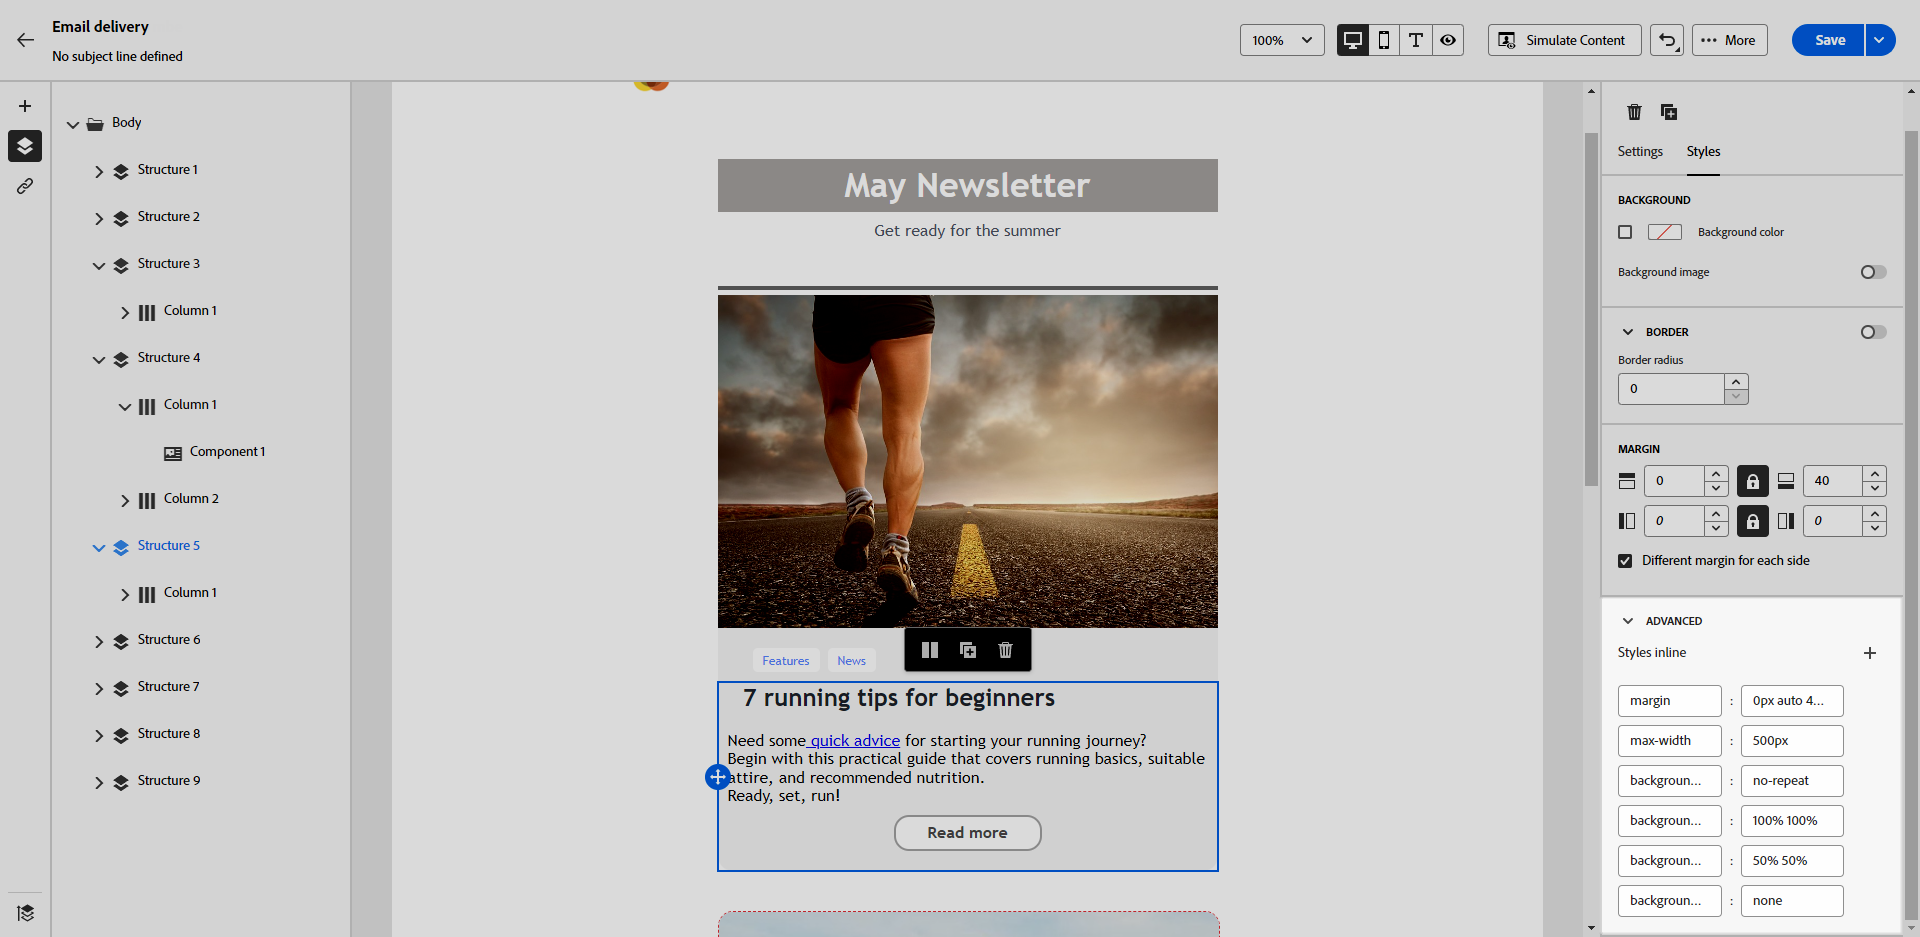 Email delivery
No subject line defined
100%
Simulate Content
More
Save
Body
Structure 1
Structure 2
Structure 3
Column 1
Structure 4
Column 1
Component 1
Column 2
Structure 5
Column 1
Structure 6
Structure 7
Structure 8
Structure 9
May Newsletter
Get ready for the summer
Features News
7 running tips for beginners
Need some quick advice for starting your running journey?
Begin with this practical guide that covers running basics, suitable
attire, and recommended nutrition.
Ready, set, run!
Read more
Settings Styles
BACKGROUND
Background color
Background image
BORDER
Border radius
0
MARGIN
0 40
0 0
Different margin for each side
ADVANCED
Styles inline
margin : 0px auto 4...
max-width : 500px
backgroun... : no-repeat
backgroun... : 100% 100%
backgroun... : 50% 50%
backgroun... : none